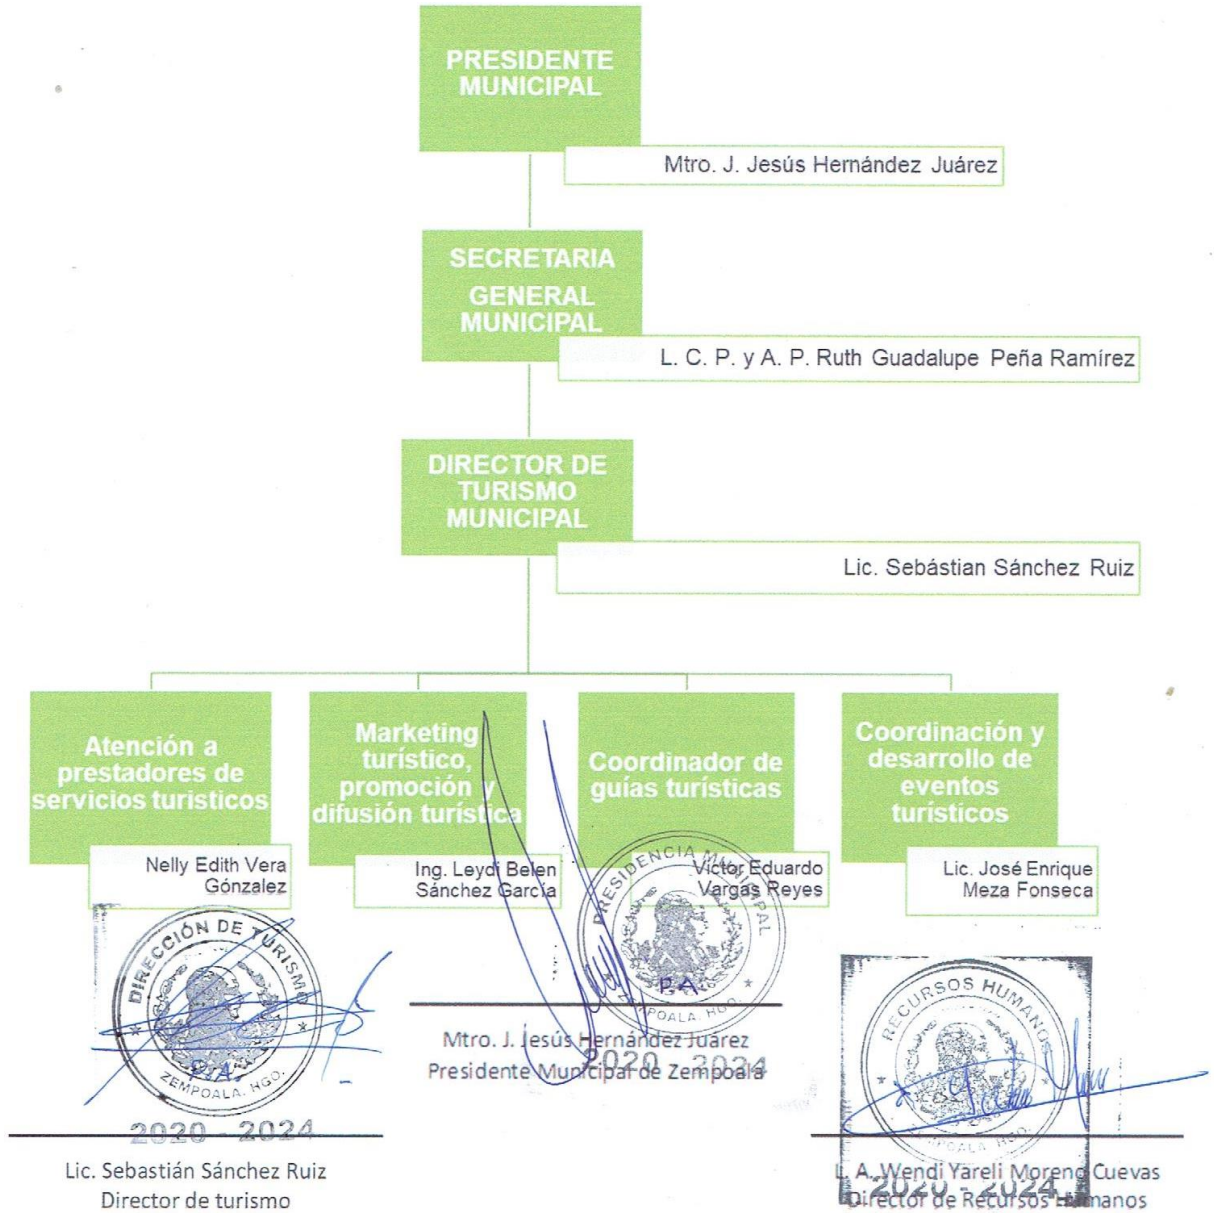 PRESIDENTE
MUNICIPAL
Mtro. J. Jesús Hernández Juárez
SECRETARIA
GENERAL
MUNICIPAL
L. C. P. y A. P. Ruth Guadalupe Peña Ramírez
DIRECTOR DE
TURISMO
MUNICIPAL
Lic. Sebástian Sánchez Ruiz
Atención a
prestadores de
servicios turisticos
Nelly Edith Vera
Gónzalez
Marketing
turístico,
promoción y
difusión turística
Ing. Leydi Belen
Sánchez García
Coordinador de
guías turísticas
Victor Eduardo
Vargas Reyes
Coordinación y
desarrollo de
eventos
turísticos
Lic. José Enrique
Meza Fonseca
DIRECCIÓN DE TURISMO
P.A.
ZEMPOALA, HGO.
2020 - 2024
Lic. Sebastián Sánchez Ruiz
Director de turismo
PRESIDENCIA MUNICIPAL
P.A.
ZEMPOALA, HGO.
2020 - 2024
Mtro. J. Jesús Hernández Juárez
Presidente Municipal de Zempoala
RECURSOS HUMANOS
ZEMPOALA, HGO.
2020 - 2024
L. A. Wendi Yareli Moreno Cuevas
Director de Recursos Humanos